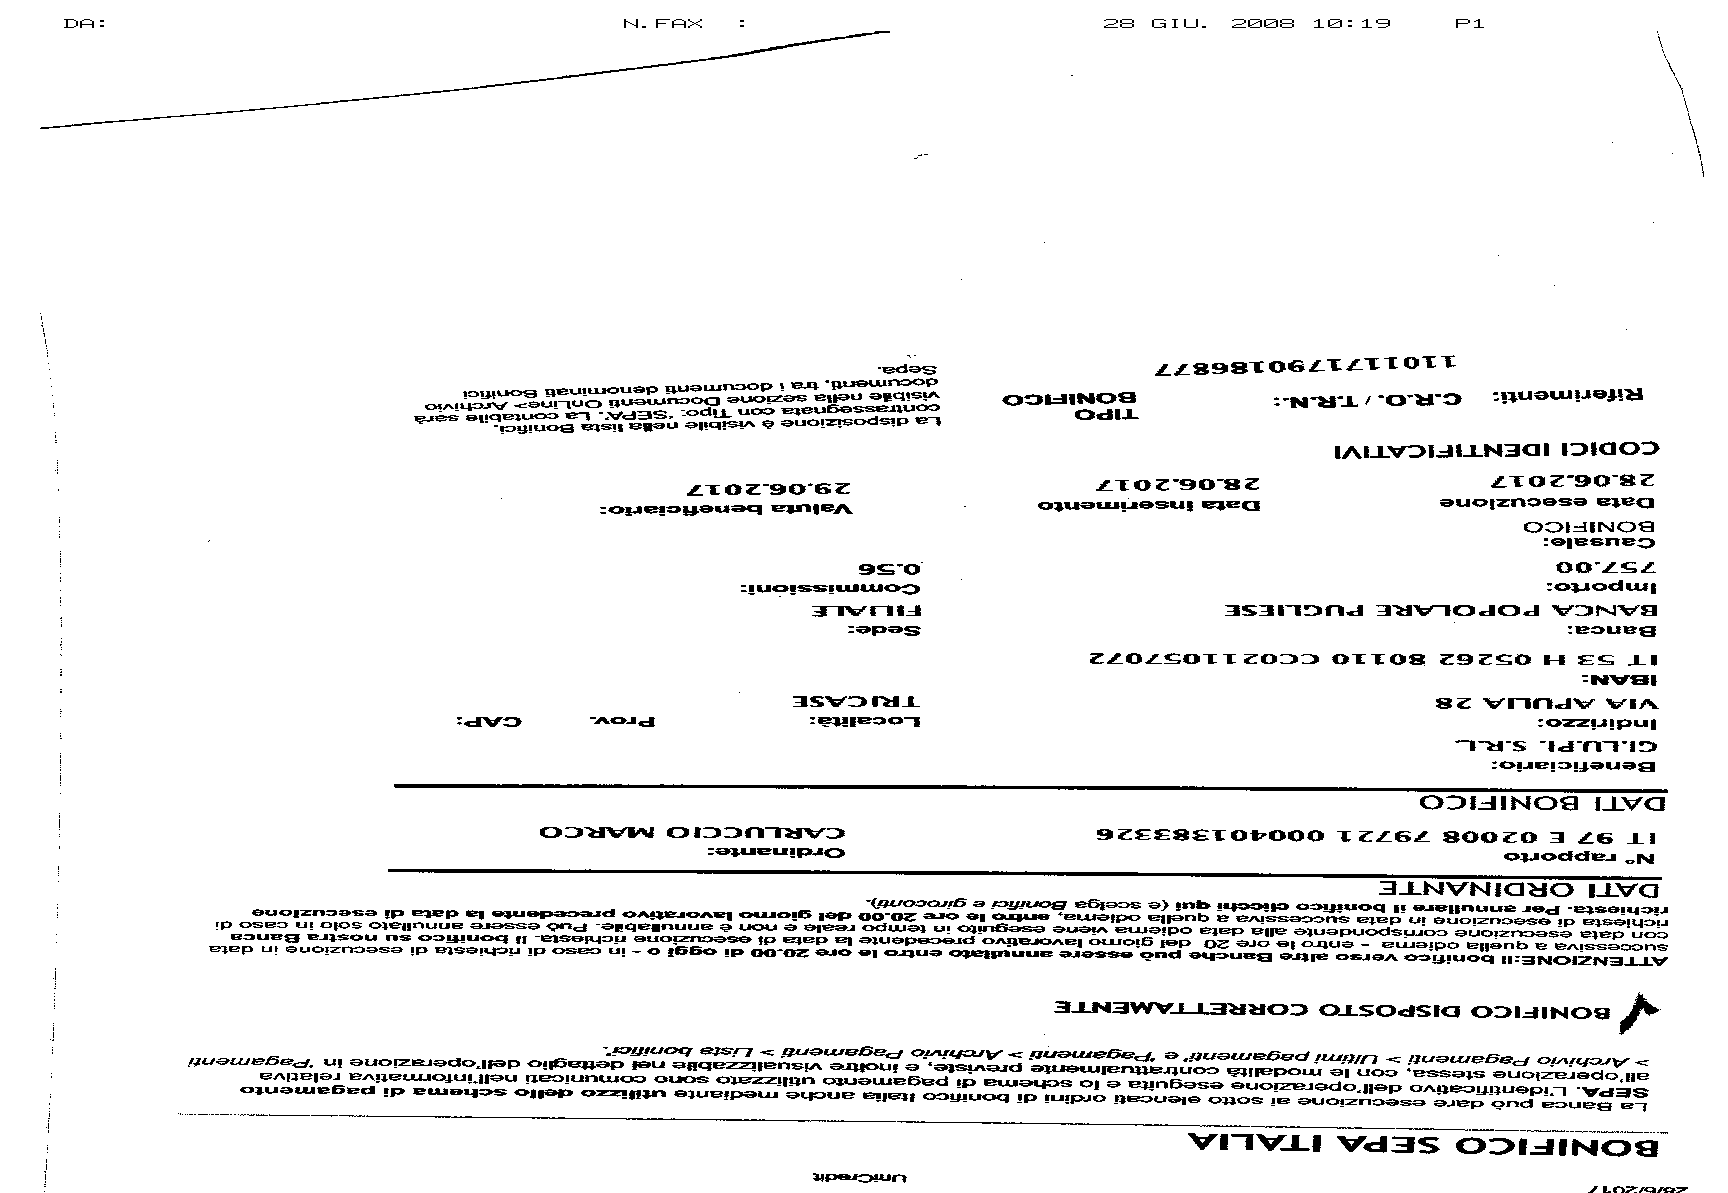 DA: N.FAX : 28 GIU. 2008 10:19 P1
28/6/2017
UniCredit
BONIFICO SEPA ITALIA
La Banca può dare esecuzione ai sotto elencati ordini di bonifico Italia anche mediante utilizzo dello schema di pagamento
SEPA. L'identificativo dell'operazione eseguita e lo schema di pagamento utilizzato sono comunicati nell'informativa relativa
all'operazione stessa, con le modalità contrattualmente previste, e inoltre visualizzabile nel dettaglio dell'operazione in "Pagamenti
> Archivio Pagamenti > Ultimi pagamenti" e "Pagamenti > Archivio Pagamenti > Lista bonifici".
BONIFICO DISPOSTO CORRETTAMENTE
ATTENZIONE:Il bonifico verso altre Banche può essere annullato entro le ore 20.00 di oggi o - in caso di richiesta di esecuzione in data
successiva a quella odierna - entro le ore 20 del giorno lavorativo precedente la data di esecuzione richiesta. Il bonifico su nostra Banca
con data esecuzione corrispondente alla data odierna viene eseguito in tempo reale e non è annullabile. Può essere annullato solo in caso di
richiesta di esecuzione in data successiva a quella odierna, entro le ore 20.00 del giorno lavorativo precedente la data di esecuzione
richiesta. Per annullare il bonifico clicchi qui (e scelga Bonifici e giroconti).
DATI ORDINANTE
N° rapporto Ordinante:
IT 97 E 02008 79721 000401383326 CARLUCCIO MARCO
DATI BONIFICO
Beneficiario:
GI.LU.PI. S.R.L.
Indirizzo: Località: Prov. CAP:
VIA APULIA 28 TRICASE
IBAN:
IT 53 H 05262 80110 CC0211057072
Banca: Sede:
BANCA POPOLARE PUGLIESE FILIALE
Importo: Commissioni:
757.00 0.56
Causale:
BONIFICO
Data esecuzione Data inserimento Valuta beneficiario:
28.06.2017 28.06.2017 29.06.2017
CODICI IDENTIFICATIVI
Riferimenti: C.R.O. / T.R.N.: TIPO BONIFICO
1101171790186877
La disposizione è visibile nella lista Bonifici,
contrassegnata con Tipo: "SEPA". La contabile sarà
visibile nella sezione Documenti OnLine> Archivio
documenti, tra i documenti denominati Bonifici
Sepa.